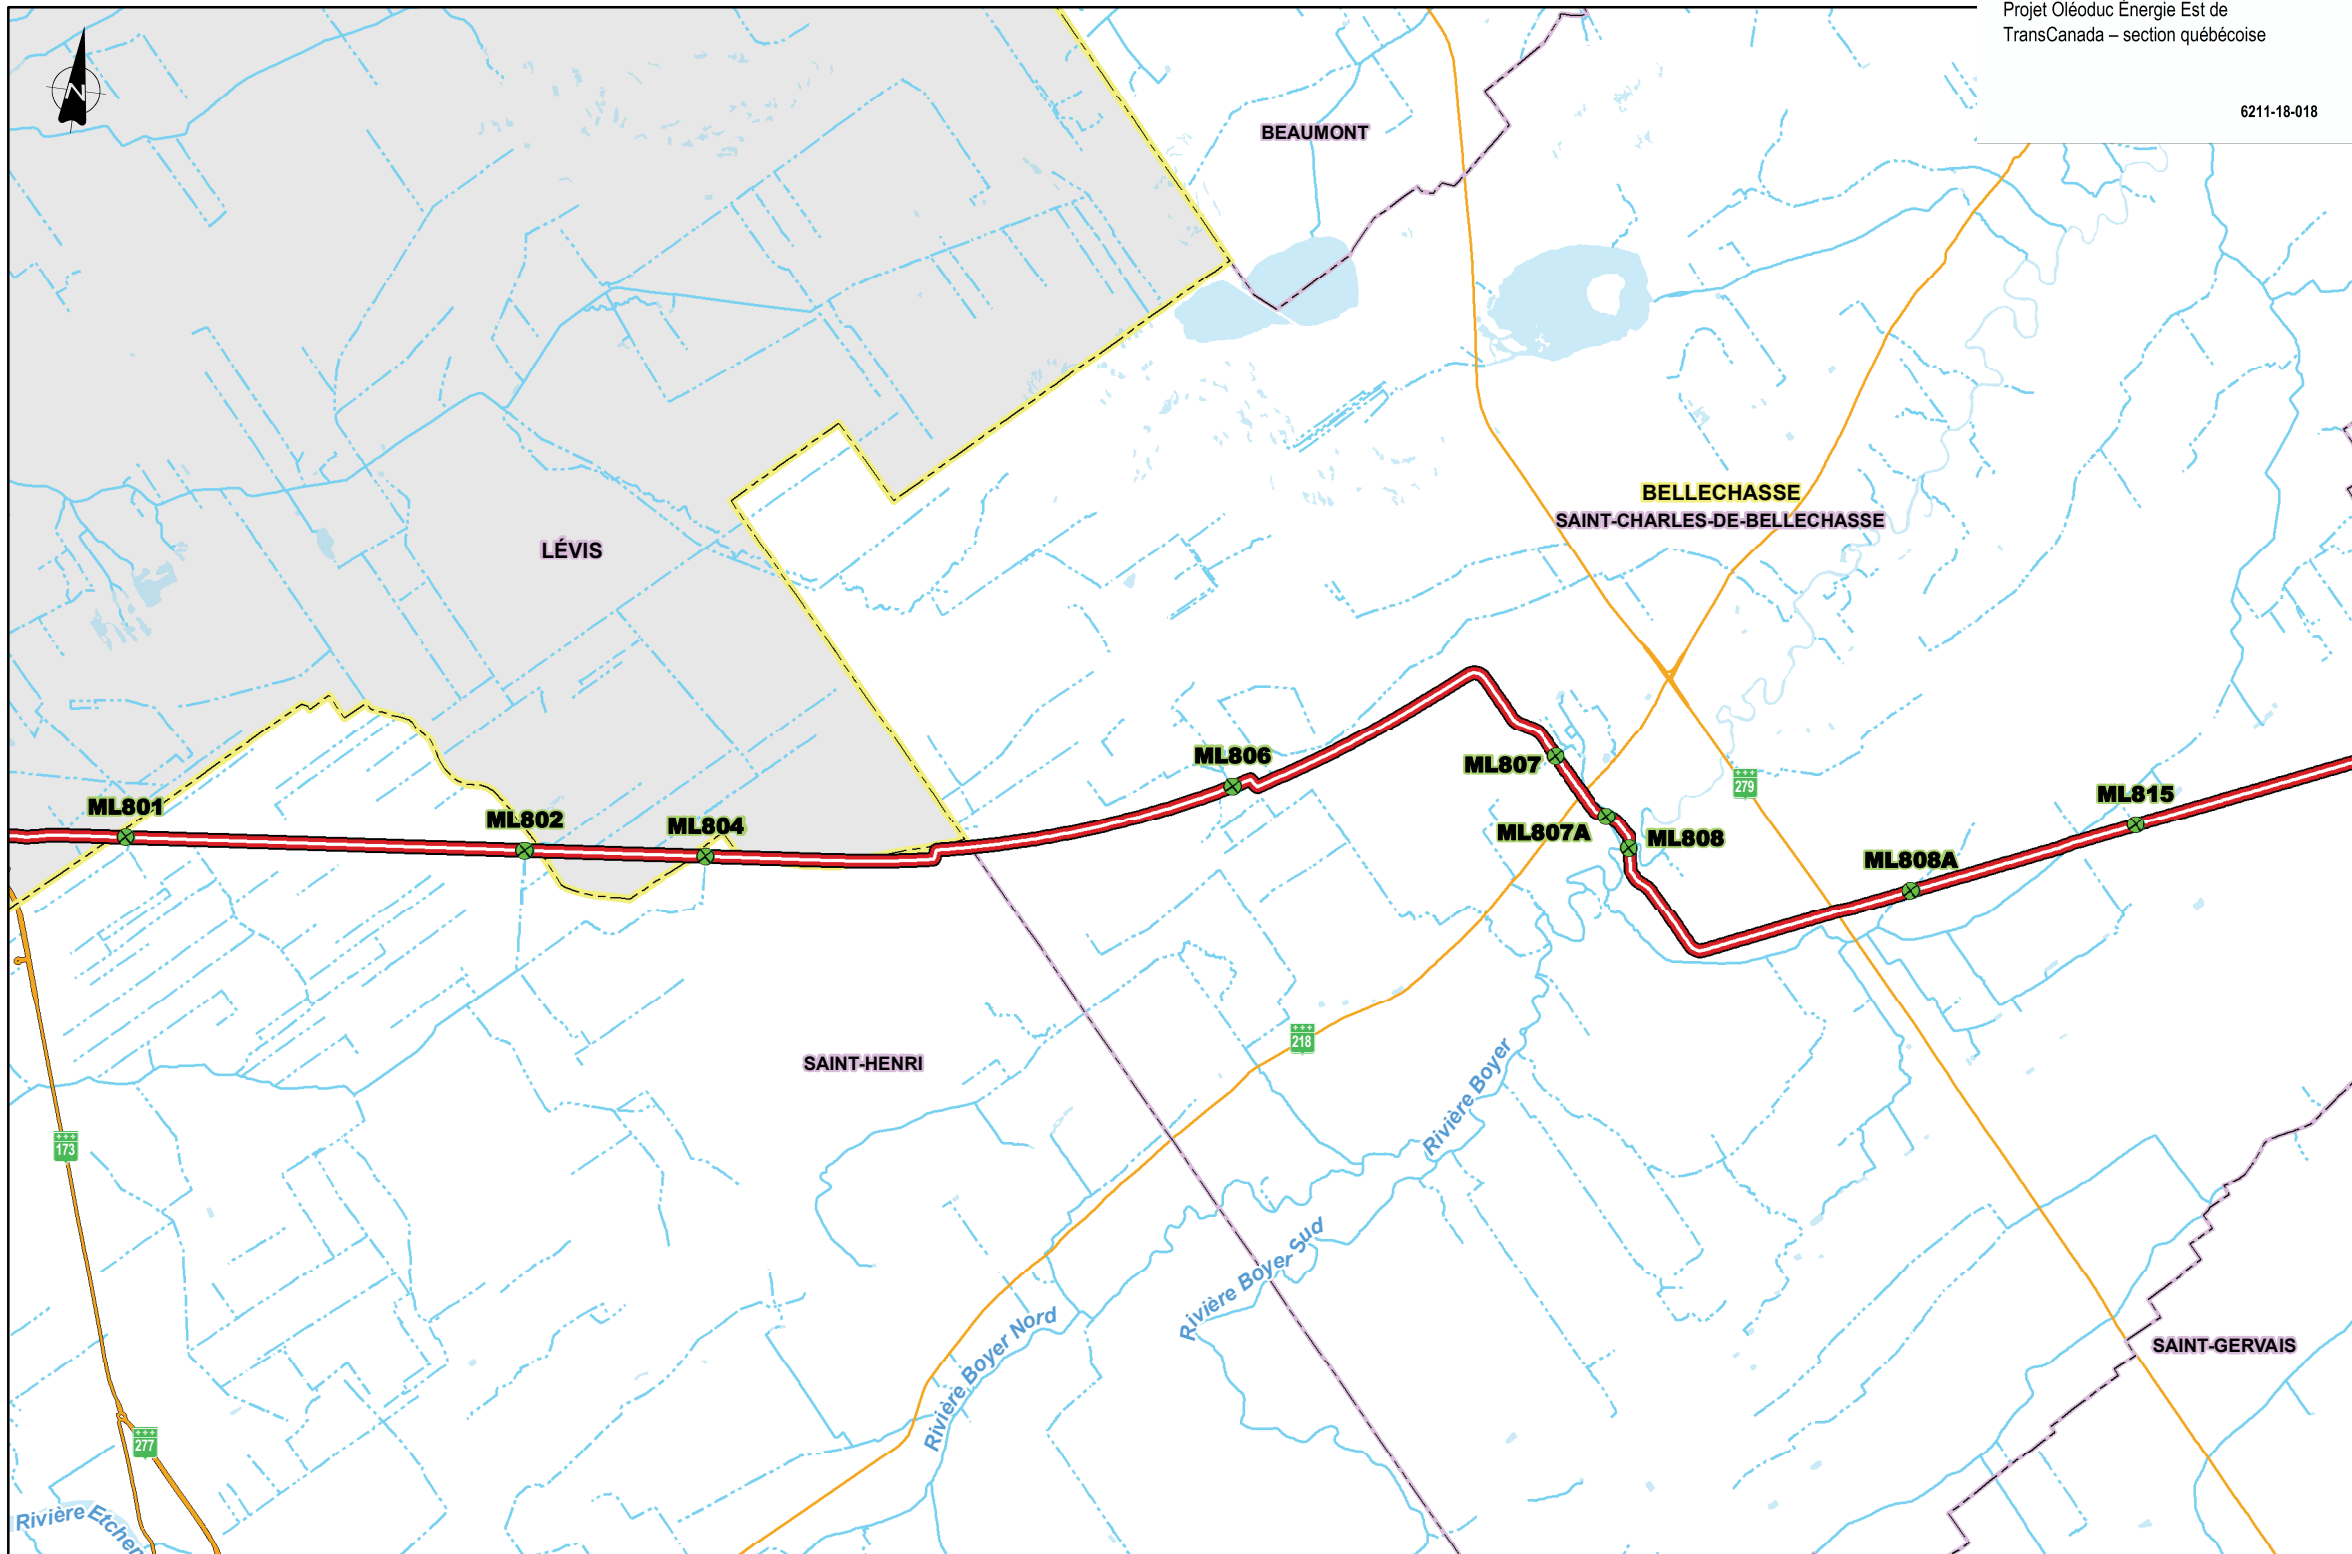 Projet Oléoduc Énergie Est de
TransCanada – section québécoise
6211-18-018
N
BEAUMONT
BELLECHASSE
SAINT-CHARLES-DE-BELLECHASSE
LÉVIS
ML801
ML802
ML804
ML806
ML807
ML807A
ML808
279
ML815
ML808A
218
SAINT-HENRI
Rivière Boyer
173
Rivière Boyer Sud
Rivière Boyer Nord
SAINT-GERVAIS
277
Rivière Etchem